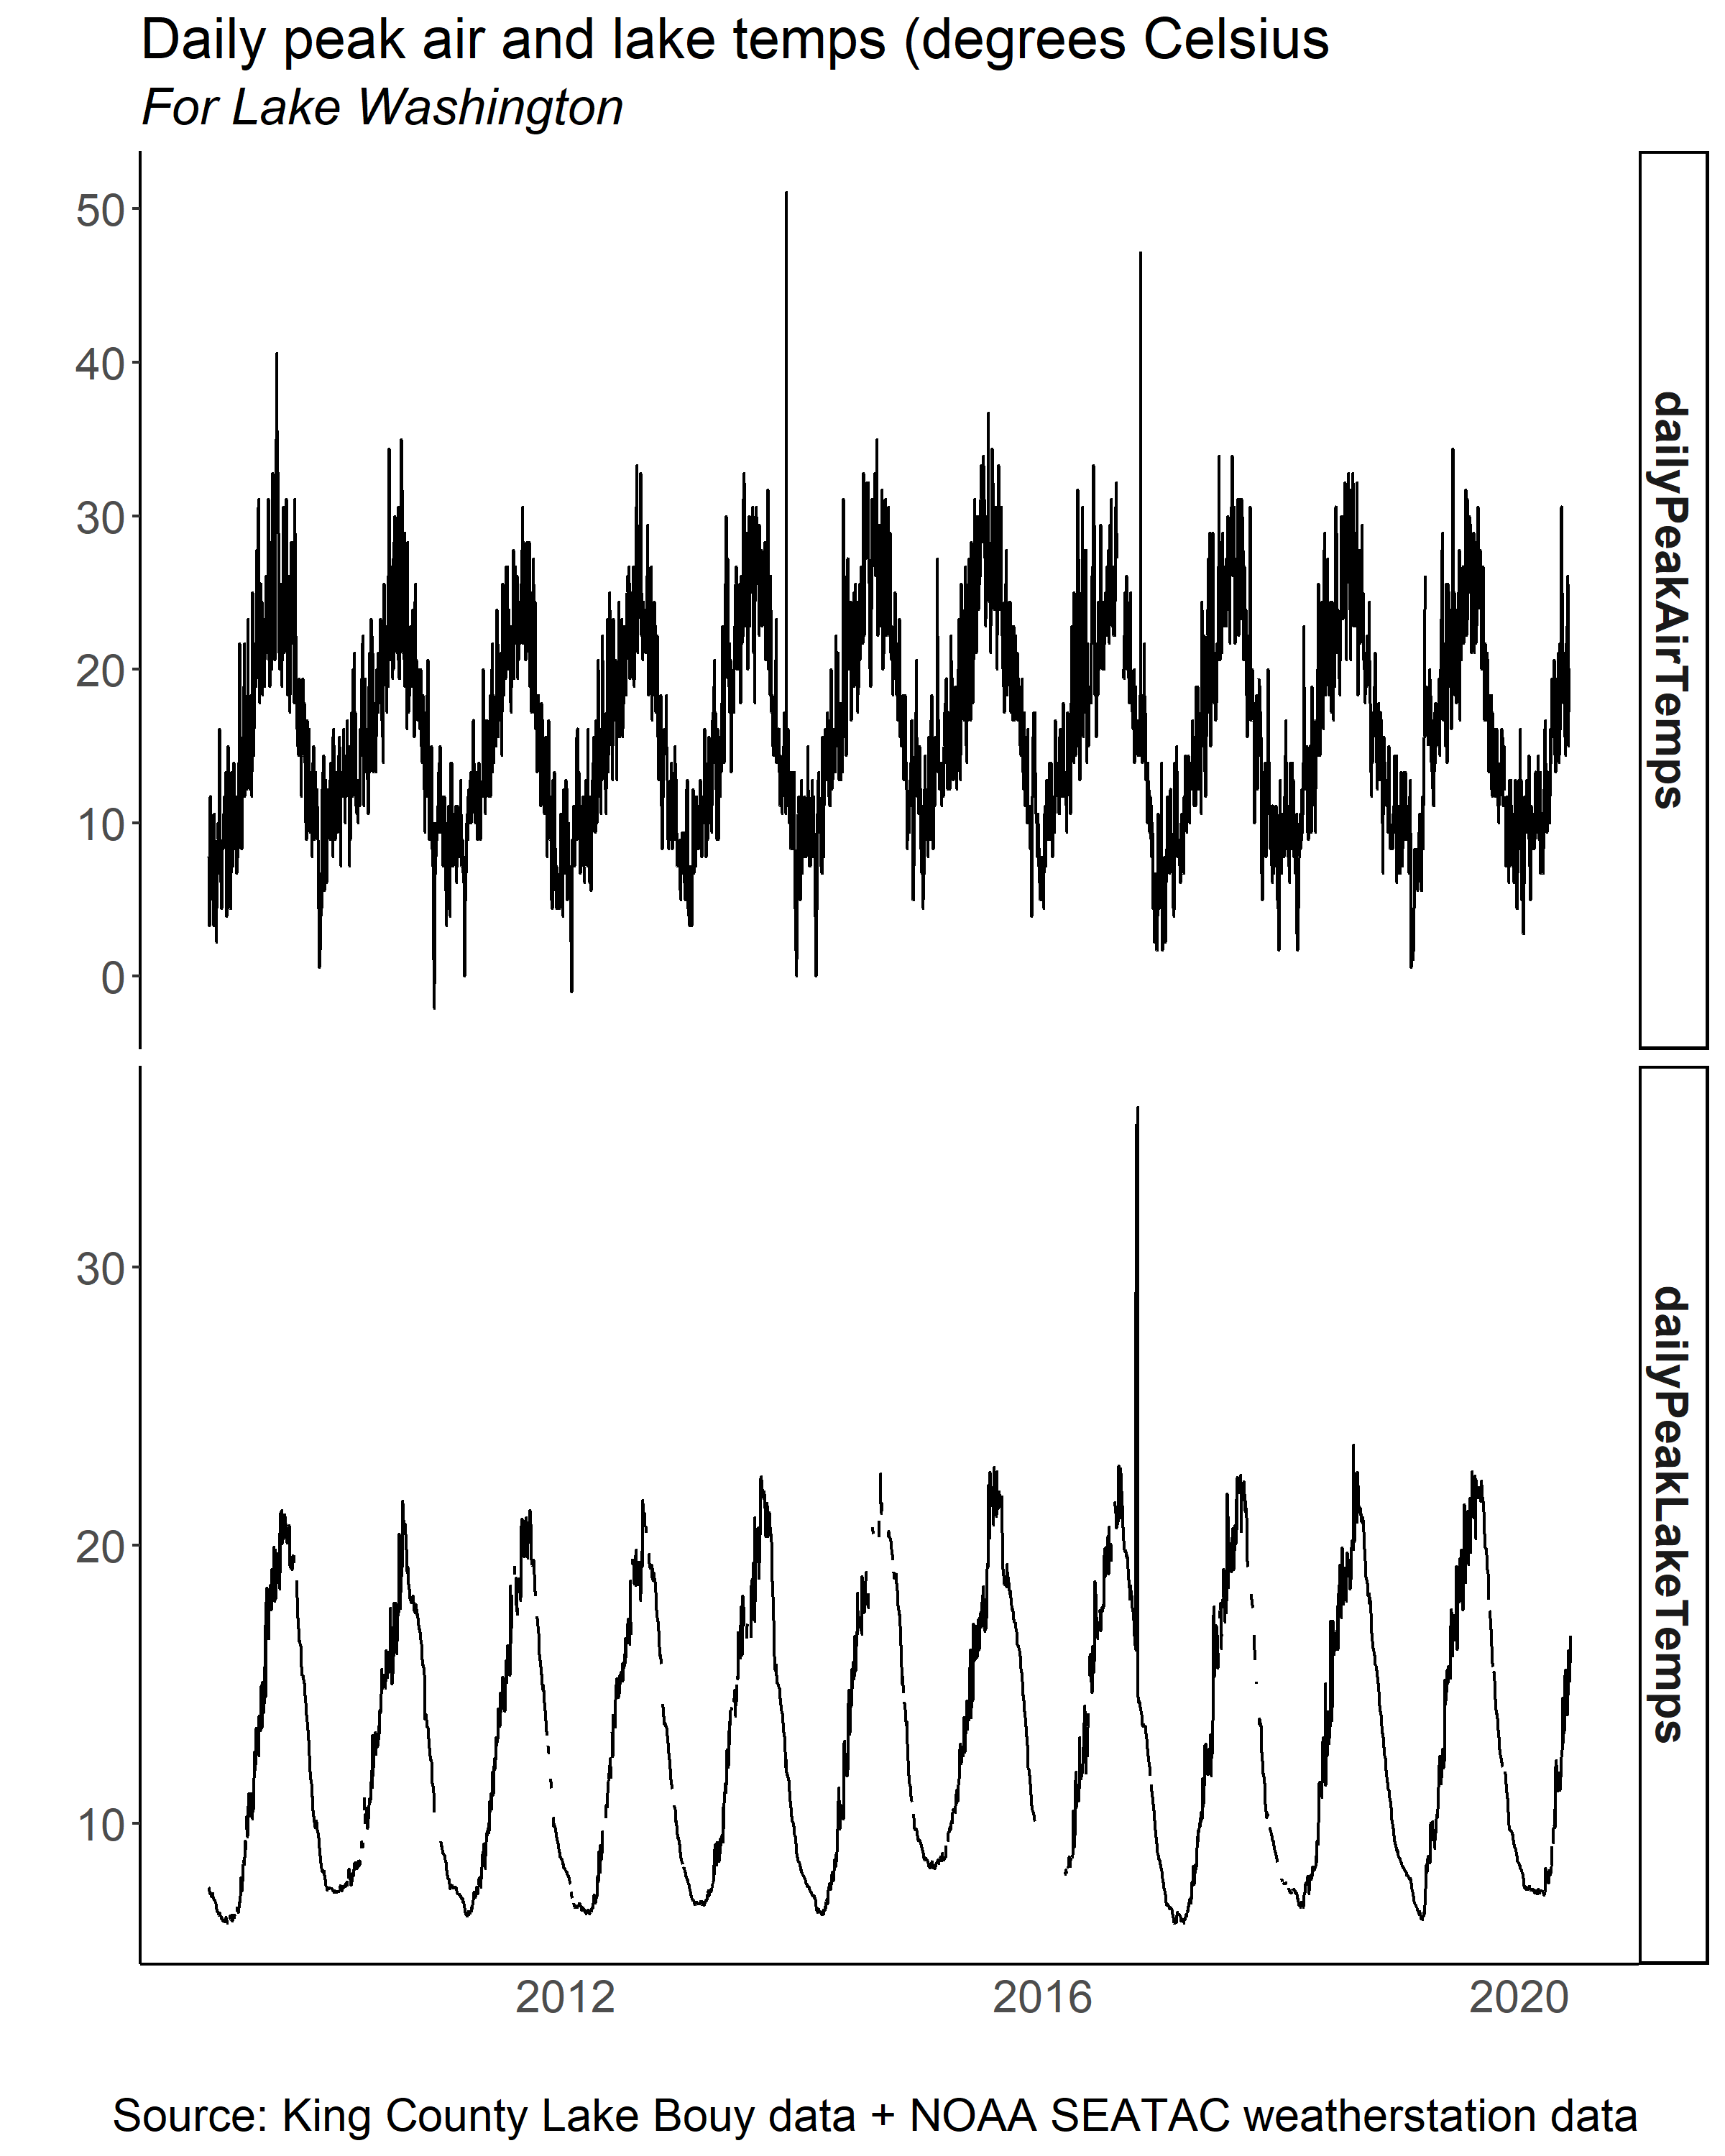 Daily peak air and lake temps (degrees Celsius
For Lake Washington
50
40
30
20
10
0
dailyPeakAirTemps
30
20
10
dailyPeakLakeTemps
2012
2016
2020
Source: King County Lake Bouy data + NOAA SEATAC weatherstation data